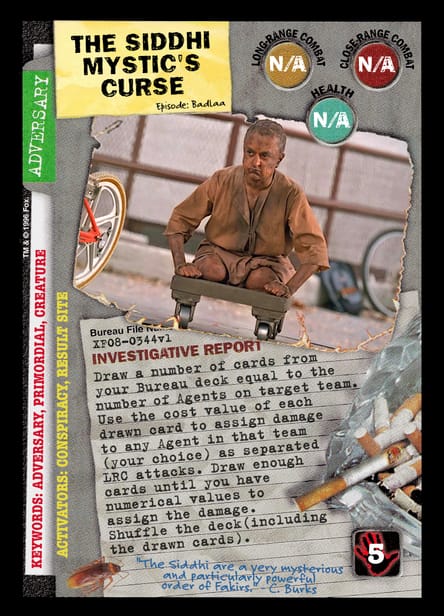 THE SIDDHI
MYSTIC'S
CURSE
Episode: Badlaa
LONG-RANGE COMBAT
N/A
CLOSE-RANGE COMBAT
N/A
HEALTH
N/A
ADVERSARY
TM & © 1996 Fox.
KEYWORDS: ADVERSARY, PRIMORDIAL, CREATURE
ACTIVATORS: CONSPIRACY, RESULT SITE
Bureau File
XF08-0344v1
INVESTIGATIVE REPORT
Draw a number of cards from
your Bureau deck equal to the
number of Agents on target team.
Use the cost value of each
drawn card to assign damage
to any Agent in that team
(your choice) as separated
LRC attacks. Draw enough
cards until you have
numerical values to
assign the damage.
Shuffle the deck(including
the drawn cards).
5
"The Siddhi are a very mysterious
and particularly powerful
order of Fakirs." - C. Burks